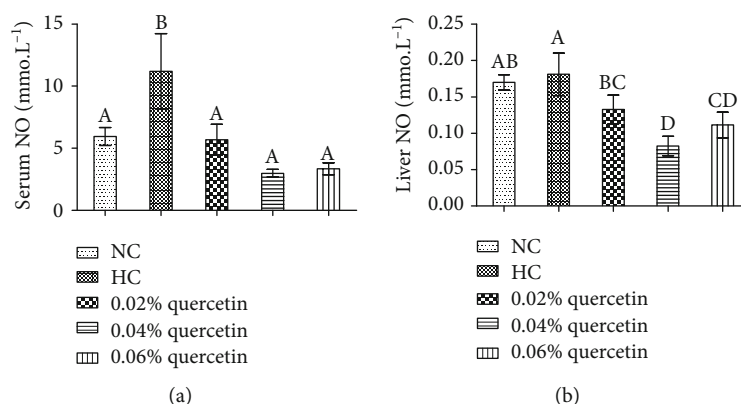 Serum NO (mmo.L⁻¹)
15
10
5
0
A
B
A
A
A
NC
HC
0.02% quercetin
0.04% quercetin
0.06% quercetin
(a)
Liver NO (mmo.L⁻¹)
0.25
0.20
0.15
0.10
0.05
0.00
AB
A
BC
D
CD
NC
HC
0.02% quercetin
0.04% quercetin
0.06% quercetin
(b)